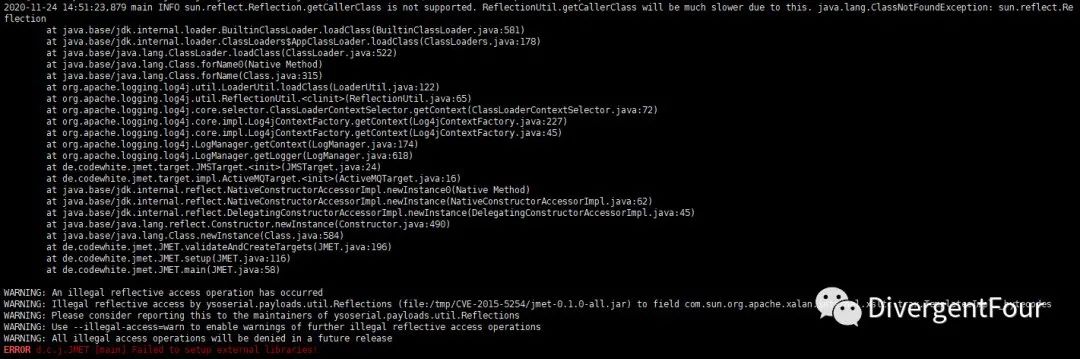 2020-11-24 14:51:23,879 main INFO sun.reflect.Reflection.getCallerClass is not supported. ReflectionUtil.getCallerClass will be much slower due to this. java.lang.ClassNotFoundException: sun.reflect.Re
flection
at java.base/jdk.internal.loader.BuiltinClassLoader.loadClass(BuiltinClassLoader.java:581)
at java.base/jdk.internal.loader.ClassLoaders$AppClassLoader.loadClass(ClassLoaders.java:178)
at java.base/java.lang.ClassLoader.loadClass(ClassLoader.java:522)
at java.base/java.lang.Class.forName0(Native Method)
at java.base/java.lang.Class.forName(Class.java:315)
at org.apache.logging.log4j.util.LoaderUtil.loadClass(LoaderUtil.java:122)
at org.apache.logging.log4j.util.ReflectionUtil.<clinit>(ReflectionUtil.java:65)
at org.apache.logging.log4j.core.selector.ClassLoaderContextSelector.getContext(ClassLoaderContextSelector.java:72)
at org.apache.logging.log4j.core.impl.Log4jContextFactory.getContext(Log4jContextFactory.java:227)
at org.apache.logging.log4j.core.impl.Log4jContextFactory.getContext(Log4jContextFactory.java:45)
at org.apache.logging.log4j.LogManager.getContext(LogManager.java:174)
at org.apache.logging.log4j.LogManager.getLogger(LogManager.java:618)
at de.codewhite.jmet.target.JMSTarget.<init>(JMSTarget.java:24)
at de.codewhite.jmet.target.impl.ActiveMQTarget.<init>(ActiveMQTarget.java:16)
at java.base/jdk.internal.reflect.NativeConstructorAccessorImpl.newInstance0(Native Method)
at java.base/jdk.internal.reflect.NativeConstructorAccessorImpl.newInstance(NativeConstructorAccessorImpl.java:62)
at java.base/jdk.internal.reflect.DelegatingConstructorAccessorImpl.newInstance(DelegatingConstructorAccessorImpl.java:45)
at java.base/java.lang.reflect.Constructor.newInstance(Constructor.java:490)
at java.base/java.lang.Class.newInstance(Class.java:584)
at de.codewhite.jmet.JMET.validateAndCreateTargets(JMET.java:196)
at de.codewhite.jmet.JMET.setup(JMET.java:116)
at de.codewhite.jmet.JMET.main(JMET.java:58)
WARNING: An illegal reflective access operation has occurred
WARNING: Illegal reflective access by ysoserial.payloads.util.Reflections (file:/tmp/CVE-2015-5254/jmet-0.1.0-all.jar) to field com.sun.org.apache.xalan.
WARNING: Please consider reporting this to the maintainers of ysoserial.payloads.util.Reflections
WARNING: Use --illegal-access=warn to enable warnings of further illegal reflective access operations
WARNING: All illegal access operations will be denied in a future release
ERROR d.c.j.JMET [main] Failed to setup external libraries!
DivergentFour